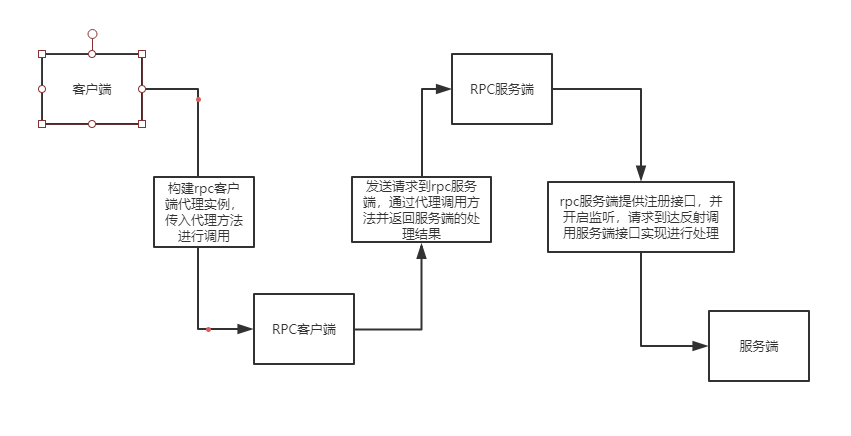 客户端
构建rpc客户
端代理实例，
传入代理方法
进行调用
RPC客户端
发送请求到rpc服务
端，通过代理调用方
法并返回服务端的处
理结果
RPC服务端
rpc服务端提供注册接口，并
开启监听，请求到达反射调
用服务端接口实现进行处理
服务端